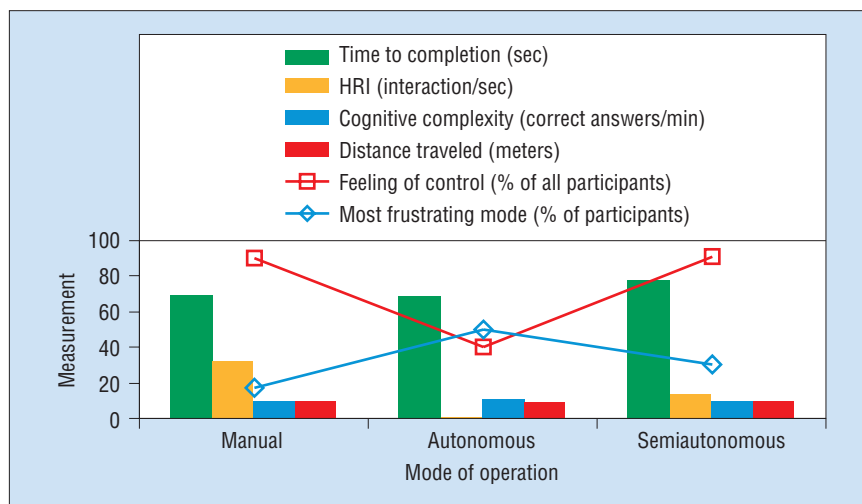 Time to completion (sec)
HRI (interaction/sec)
Cognitive complexity (correct answers/min)
Distance traveled (meters)
Feeling of control (% of all participants)
Most frustrating mode (% of participants)
100
80
60
40
20
0
Measurement
Manual
Autonomous
Semiautonomous
Mode of operation